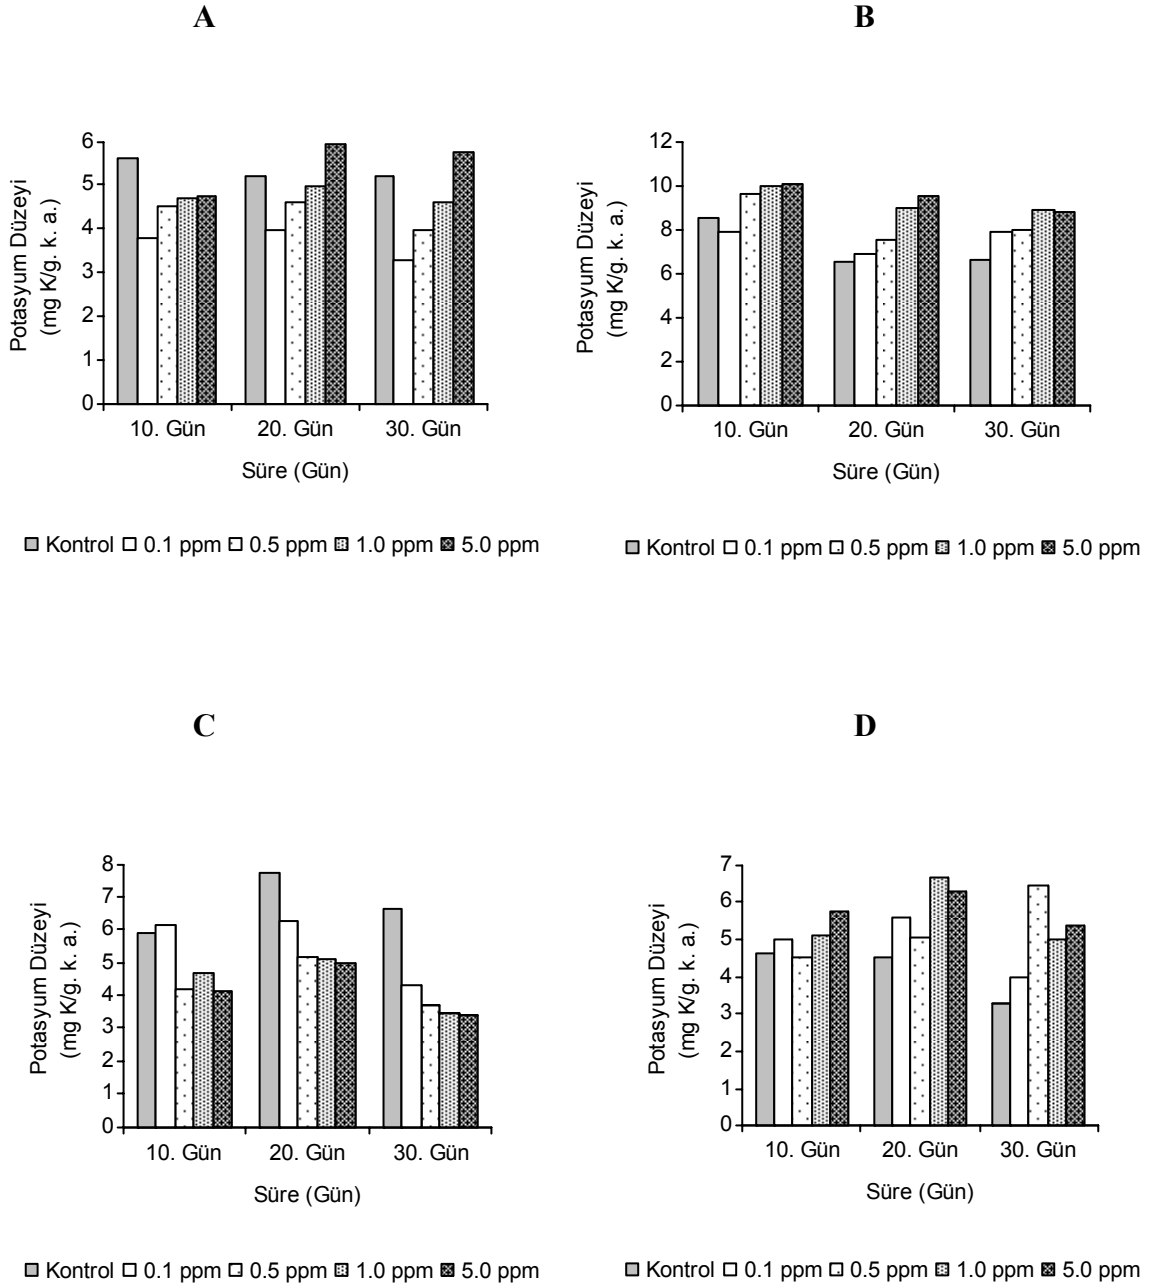 A
B
Potasyum Düzeyi
(mg K/g. k. a.)
6
5
4
3
2
1
0
10. Gün 20. Gün 30. Gün
Süre (Gün)
Kontrol 0.1 ppm 0.5 ppm 1.0 ppm 5.0 ppm
Potasyum Düzeyi
(mg K/g. k. a.)
12
10
8
6
4
2
0
10. Gün 20. Gün 30. Gün
Süre (Gün)
Kontrol 0.1 ppm 0.5 ppm 1.0 ppm 5.0 ppm
C
D
Potasyum Düzeyi
(mg K/g. k. a.)
8
7
6
5
4
3
2
1
0
10. Gün 20. Gün 30. Gün
Süre (Gün)
Kontrol 0.1 ppm 0.5 ppm 1.0 ppm 5.0 ppm
Potasyum Düzeyi
(mg K/g. k. a.)
7
6
5
4
3
2
1
0
10. Gün 20. Gün 30. Gün
Süre (Gün)
Kontrol 0.1 ppm 0.5 ppm 1.0 ppm 5.0 ppm